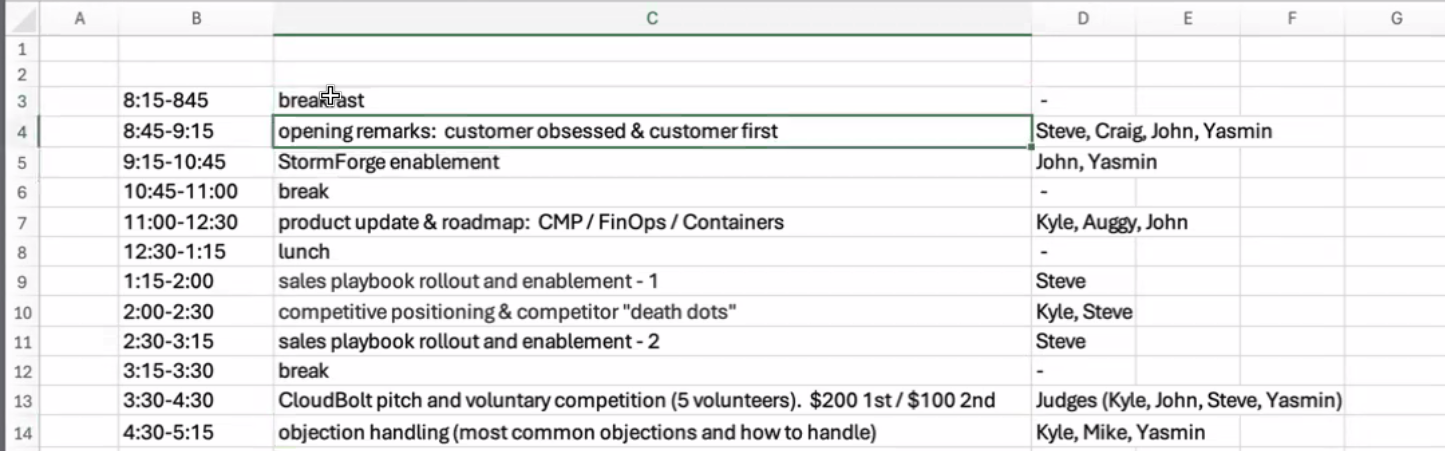 A B C D E F G
1
2
3 8:15-845 breakfast -
4 8:45-9:15 opening remarks: customer obsessed & customer first Steve, Craig, John, Yasmin
5 9:15-10:45 StormForge enablement John, Yasmin
6 10:45-11:00 break -
7 11:00-12:30 product update & roadmap: CMP / FinOps / Containers Kyle, Auggy, John
8 12:30-1:15 lunch -
9 1:15-2:00 sales playbook rollout and enablement - 1 Steve
10 2:00-2:30 competitive positioning & competitor "death dots" Kyle, Steve
11 2:30-3:15 sales playbook rollout and enablement - 2 Steve
12 3:15-3:30 break -
13 3:30-4:30 CloudBolt pitch and voluntary competition (5 volunteers). $200 1st / $100 2nd Judges (Kyle, John, Steve, Yasmin)
14 4:30-5:15 objection handling (most common objections and how to handle) Kyle, Mike, Yasmin